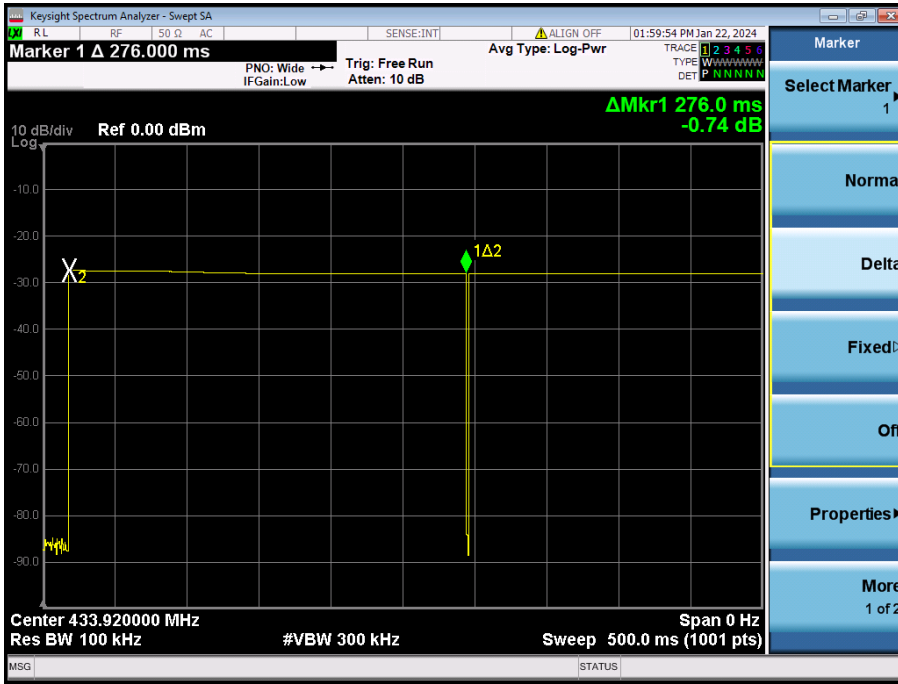 Keysight Spectrum Analyzer - Swept SA
LXI RL RF 50 Ω AC SENSE:INT ALIGN OFF 01:59:54 PM Jan 22, 2024
Marker 1 Δ 276.000 ms
PNO: Wide
IFGain:Low
Trig: Free Run
Atten: 10 dB
Avg Type: Log-Pwr
TRACE 1 2 3 4 5 6
TYPE WWWWWW
DET P N N N N N
ΔMkr1 276.0 ms
-0.74 dB
10 dB/div Ref 0.00 dBm
Log
-10.0
-20.0
-30.0
-40.0
-50.0
-60.0
-70.0
-80.0
-90.0
X2
1Δ2
Center 433.920000 MHz Span 0 Hz
Res BW 100 kHz #VBW 300 kHz Sweep 500.0 ms (1001 pts)
MSG STATUS
Marker
Select Marker
1
Norma
Delta
Fixed
Off
Properties
More
1 of 2